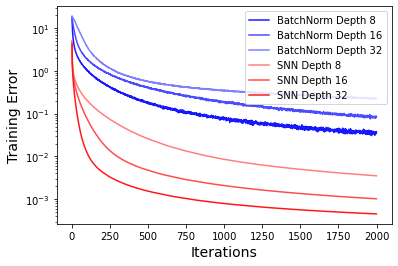 BatchNorm Depth 8
BatchNorm Depth 16
BatchNorm Depth 32
SNN Depth 8
SNN Depth 16
SNN Depth 32
Training Error
10¹
10⁰
10⁻¹
10⁻²
10⁻³
0 250 500 750 1000 1250 1500 1750 2000
Iterations